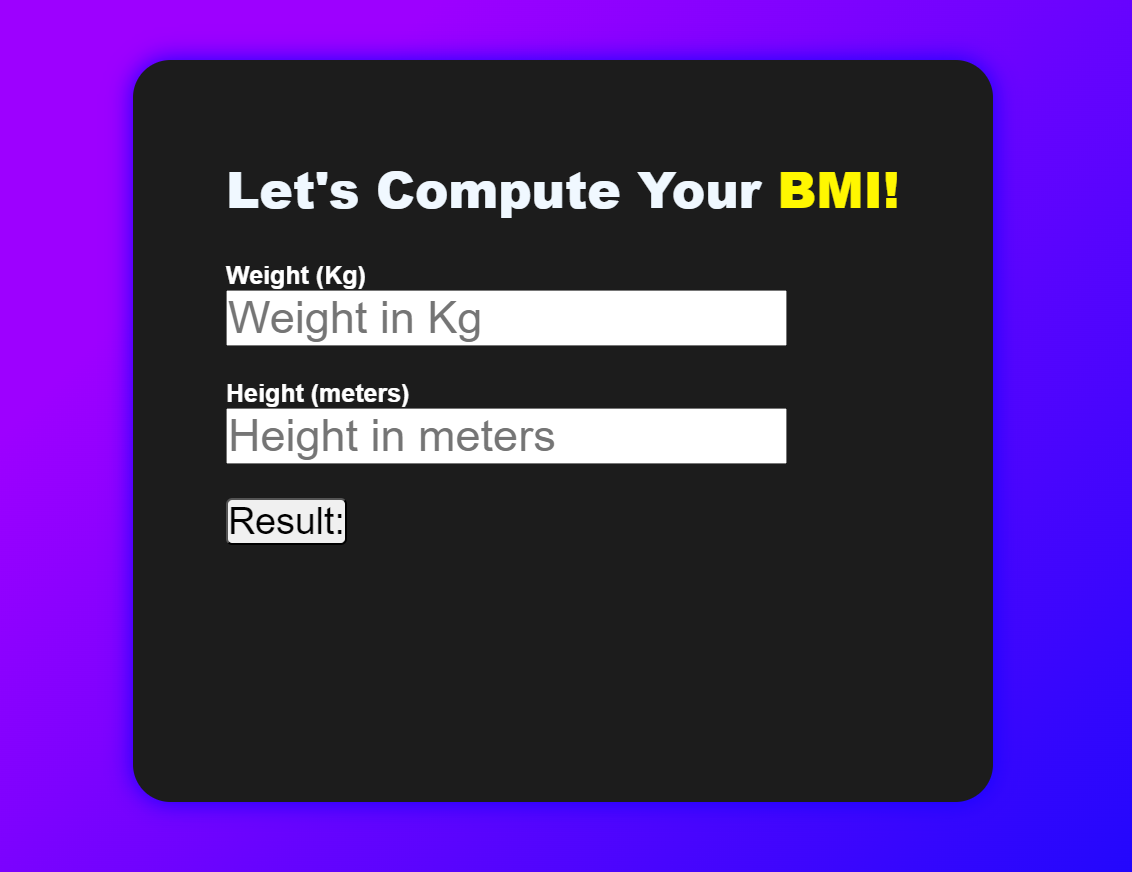 Let's Compute Your BMI!
Weight (Kg)
Weight in Kg
Height (meters)
Height in meters
Result: